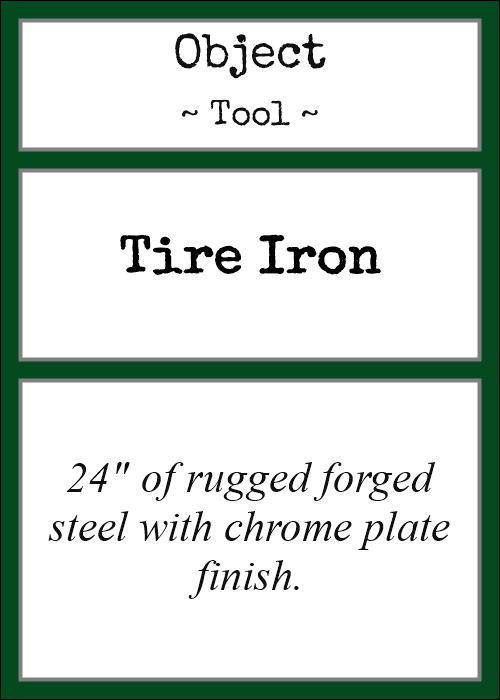 Object
~ Tool ~
Tire Iron
24" of rugged forged
steel with chrome plate
finish.